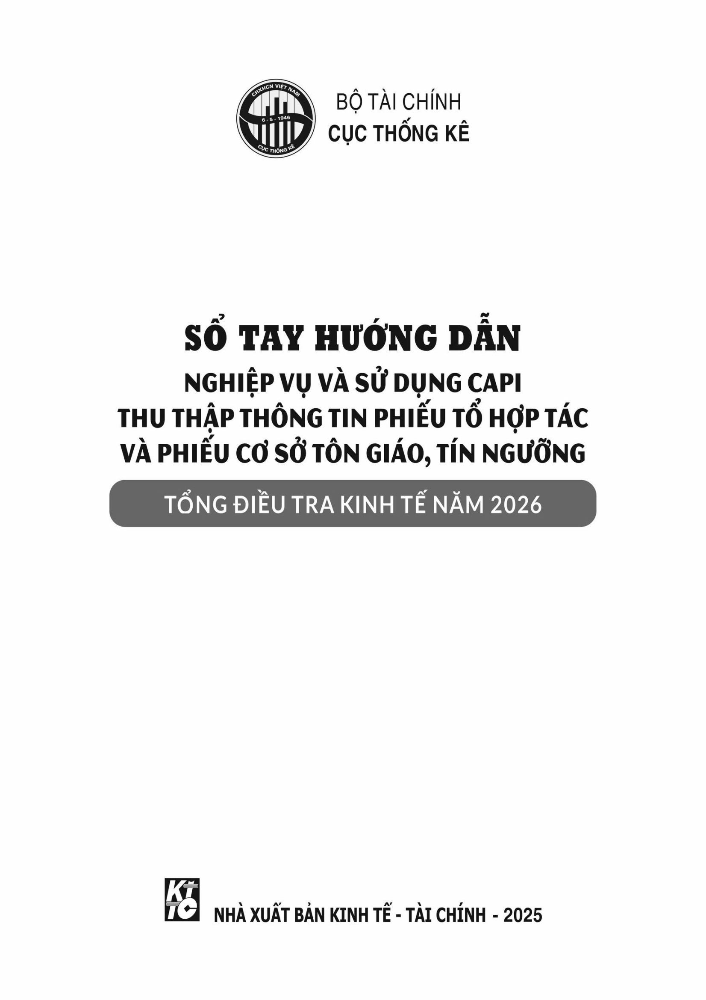 CHXHCN VIỆT NAM
6 - 5 - 1946
CỤC THỐNG KÊ
BỘ TÀI CHÍNH
CỤC THỐNG KÊ
SỔ TAY HƯỚNG DẪN
NGHIỆP VỤ VÀ SỬ DỤNG CAPI
THU THẬP THÔNG TIN PHIẾU TỔ HỢP TÁC
VÀ PHIẾU CƠ SỞ TÔN GIÁO, TÍN NGƯỠNG
TỔNG ĐIỀU TRA KINH TẾ NĂM 2026
NHÀ XUẤT BẢN KINH TẾ - TÀI CHÍNH - 2025